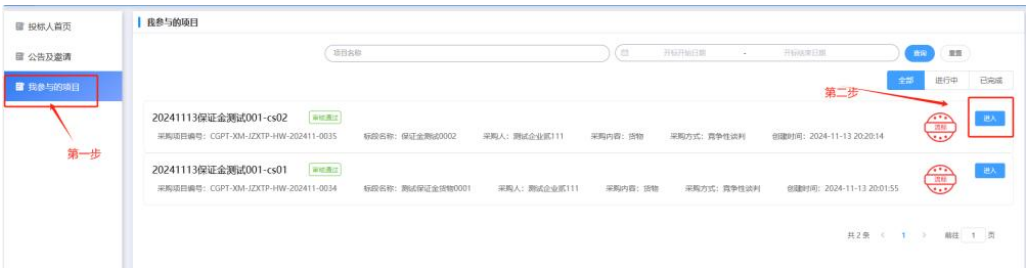 投标人首页
公告及邀请
我参与的项目
第一步
我参与的项目
项目名称
开标开始日期 - 开标结束日期
查询 重置
全部 进行中 已完成
第二步
20241113保证金测试001-cs02 审核通过
采购项目编号：CGPT-XM-JZXTP-HW-202411-0035 标段名称：保证金测试0002 采购人：测试企业贰111 采购内容：货物 采购方式：竞争性谈判 创建时间：2024-11-13 20:20:14
流标
进入
20241113保证金测试001-cs01 审核通过
采购项目编号：CGPT-XM-JZXTP-HW-202411-0034 标段名称：测试保证金货物0001 采购人：测试企业贰111 采购内容：货物 采购方式：竞争性谈判 创建时间：2024-11-13 20:01:55
流标
进入
共 2 条 < 1 > 前往 1 页